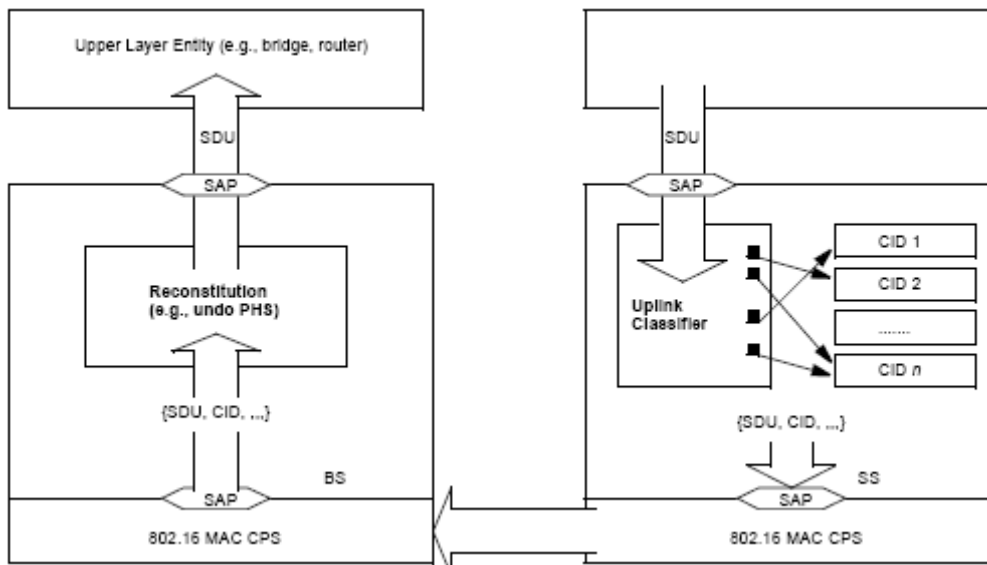 Upper Layer Entity (e.g., bridge, router)
SDU
SAP
Reconstitution
(e.g., undo PHS)
{SDU, CID, ,,,}
BS
SAP
802.16 MAC CPS
SDU
SAP
Uplink
Classifier
CID 1
CID 2
.......
CID n
{SDU, CID, ,,,}
SS
SAP
802.16 MAC CPS